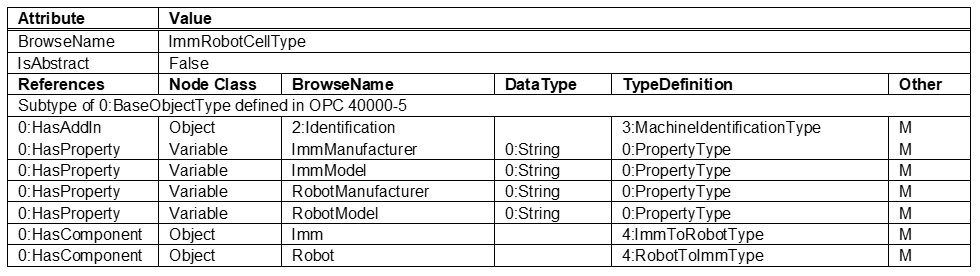 Attribute Value
BrowseName ImmRobotCellType
IsAbstract False
References Node Class BrowseName DataType TypeDefinition Other
Subtype of 0:BaseObjectType defined in OPC 40000-5
0:HasAddIn Object 2:Identification 3:MachineIdentificationType M
0:HasProperty Variable ImmManufacturer 0:String 0:PropertyType M
0:HasProperty Variable ImmModel 0:String 0:PropertyType M
0:HasProperty Variable RobotManufacturer 0:String 0:PropertyType M
0:HasProperty Variable RobotModel 0:String 0:PropertyType M
0:HasComponent Object Imm 4:ImmToRobotType M
0:HasComponent Object Robot 4:RobotToImmType M